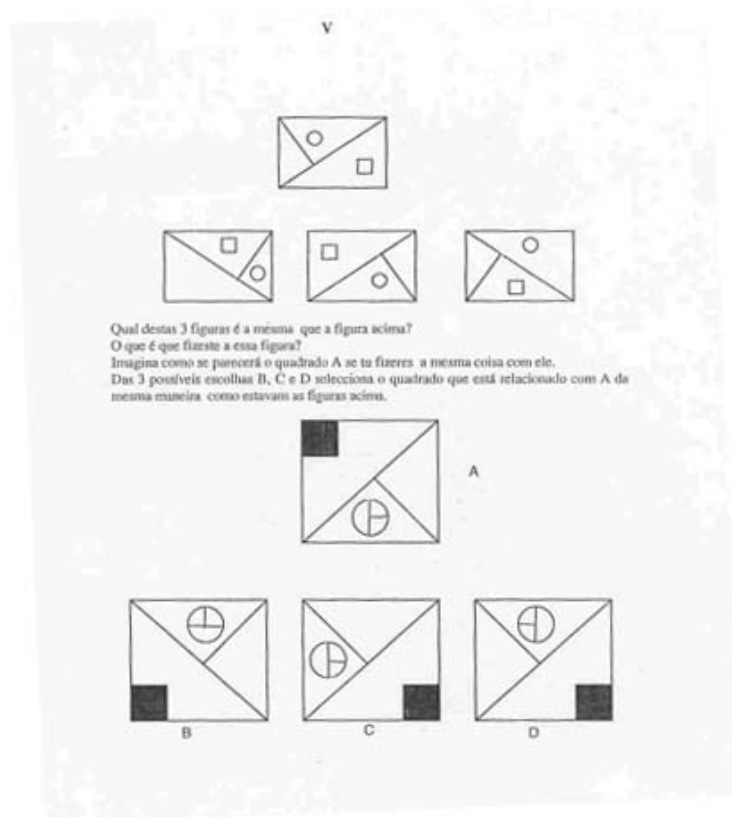 V
Qual destas 3 figuras é a mesma que a figura acima?
O que é que fizeste a essa figura?
Imagina como se parecerá o quadrado A se tu fizeres a mesma coisa com ele.
Das 3 possíveis escolhas B, C e D selecciona o quadrado que está relacionado com A da
mesma maneira como estavam as figuras acima.
A
B
C
D